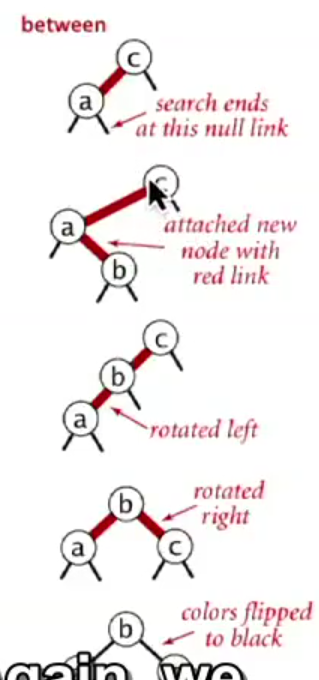 between
c
a
search ends
at this null link
a
attached new
node with
red link
b
c
b
a
rotated left
b
rotated
right
a
c
colors flipped
to black
b
we